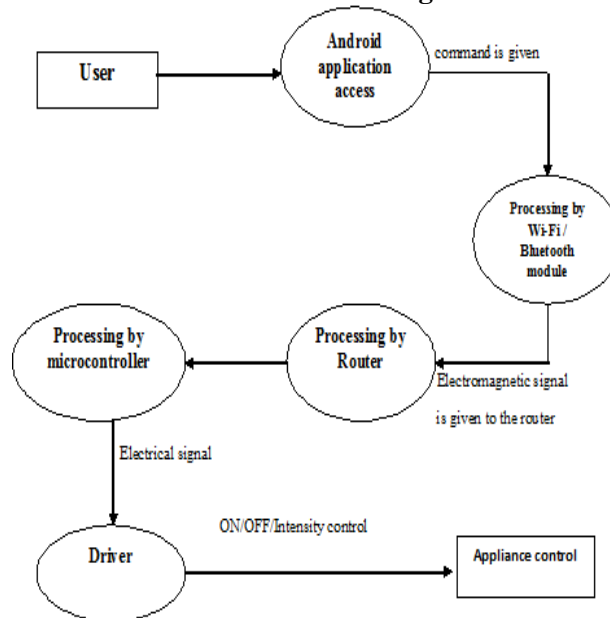 User
Android
application
access
command is given
Processing by
Wi-Fi /
Bluetooth
module
Electromagnetic signal
is given to the router
Processing by
Router
Processing by
microcontroller
Electrical signal
Driver
ON/OFF/Intensity control
Appliance control